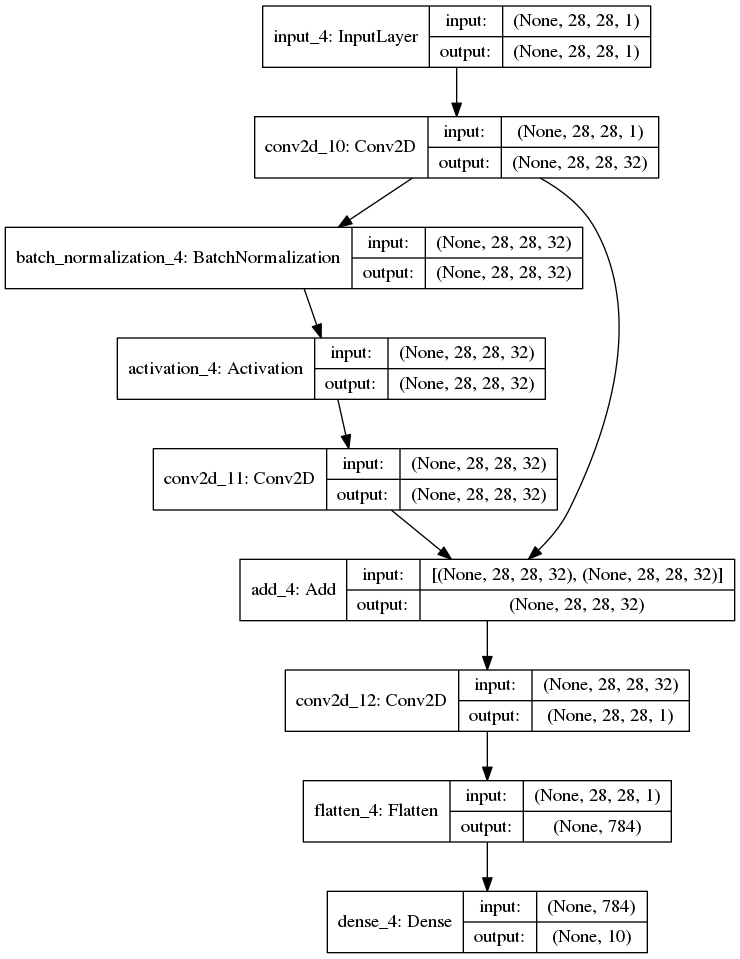 input_4: InputLayer
input:
(None, 28, 28, 1)
output:
(None, 28, 28, 1)
conv2d_10: Conv2D
input:
(None, 28, 28, 1)
output:
(None, 28, 28, 32)
batch_normalization_4: BatchNormalization
input:
(None, 28, 28, 32)
output:
(None, 28, 28, 32)
activation_4: Activation
input:
(None, 28, 28, 32)
output:
(None, 28, 28, 32)
conv2d_11: Conv2D
input:
(None, 28, 28, 32)
output:
(None, 28, 28, 32)
add_4: Add
input:
[(None, 28, 28, 32), (None, 28, 28, 32)]
output:
(None, 28, 28, 32)
conv2d_12: Conv2D
input:
(None, 28, 28, 32)
output:
(None, 28, 28, 1)
flatten_4: Flatten
input:
(None, 28, 28, 1)
output:
(None, 784)
dense_4: Dense
input:
(None, 784)
output:
(None, 10)